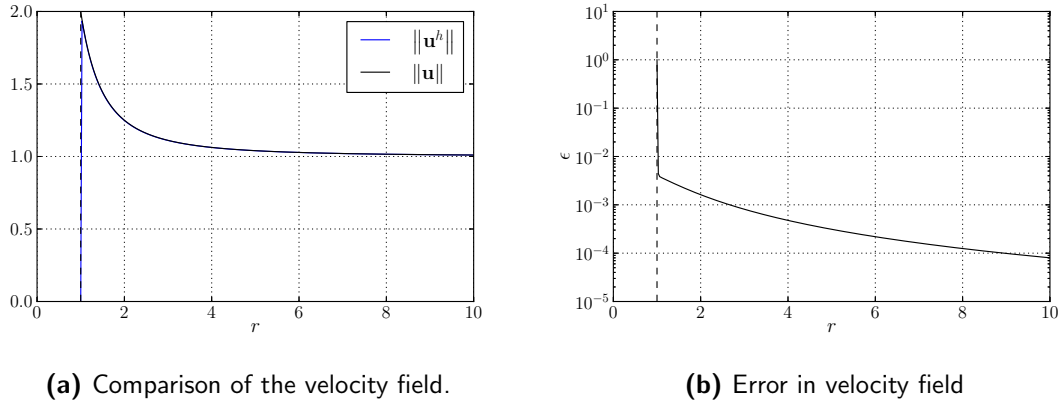 2.0
1.5
1.0
0.5
0.0
0 2 4 6 8 10
r
‖u^h‖
‖u‖
(a) Comparison of the velocity field.
10^1
10^0
10^-1
10^-2
10^-3
10^-4
10^-5
ϵ
0 2 4 6 8 10
r
(b) Error in velocity field